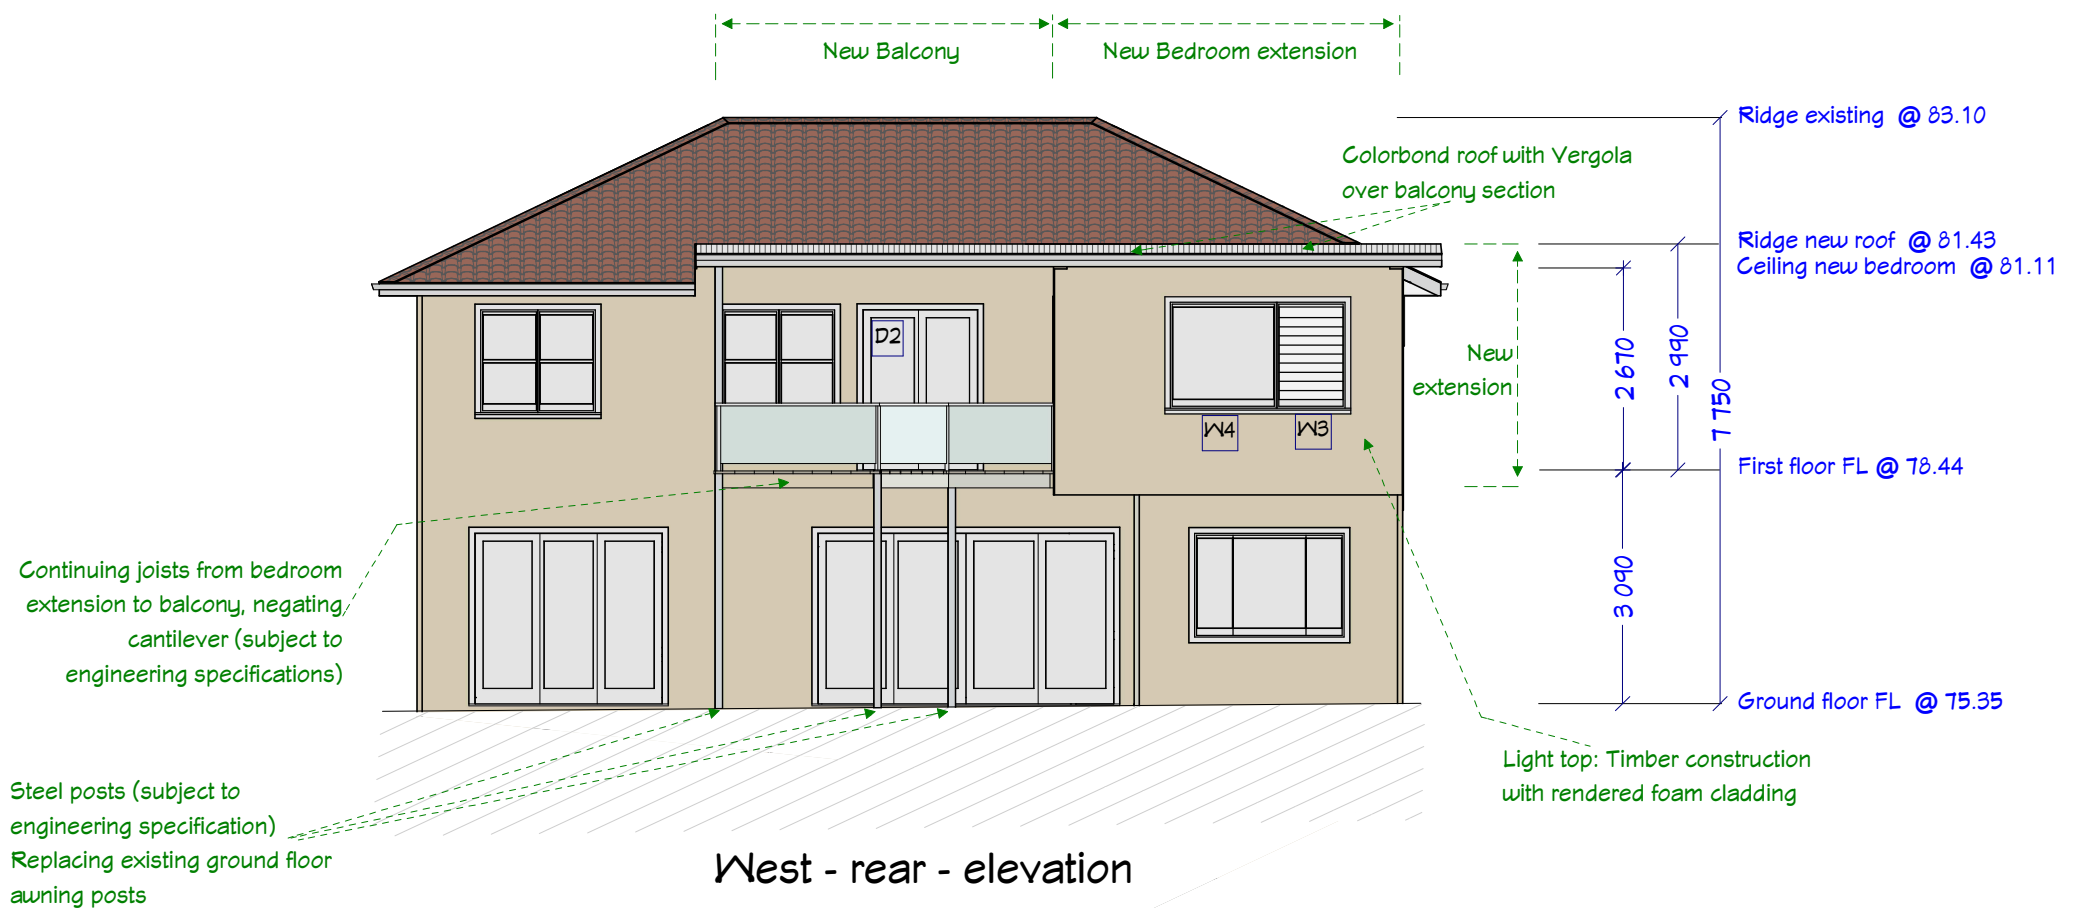 New Balcony
New Bedroom extension
Ridge existing @ 83.10
Colorbond roof with Vergola
over balcony section
Ridge new roof @ 81.43
Ceiling new bedroom @ 81.11
D2
New
extension
2 670
2 990
7 750
W4
W3
First floor FL @ 78.44
Continuing joists from bedroom
extension to balcony, negating
cantilever (subject to
engineering specifications)
3 090
Ground floor FL @ 75.35
Light top: Timber construction
with rendered foam cladding
Steel posts (subject to
engineering specification)
Replacing existing ground floor
awning posts
West - rear - elevation